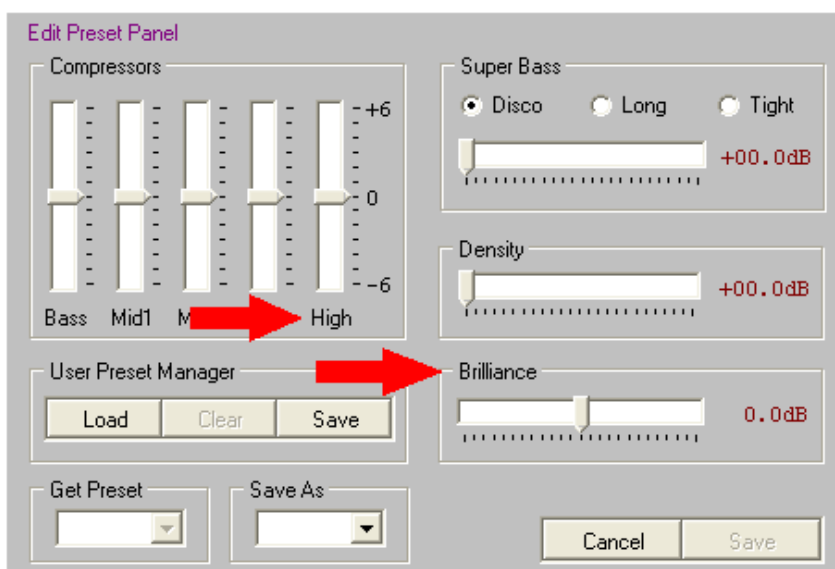 Edit Preset Panel
Compressors
+6
0
-6
Bass Mid1 High
Super Bass
Disco Long Tight
+00.0dB
Density
+00.0dB
User Preset Manager
Load Clear Save
Brilliance
0.0dB
Get Preset Save As
Cancel Save